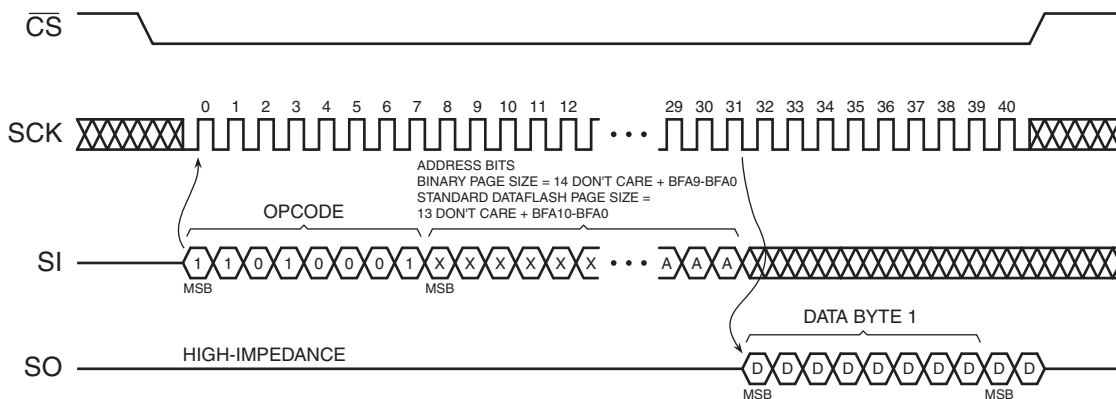 CS
0 1 2 3 4 5 6 7 8 9 10 11 12 29 30 31 32 33 34 35 36 37 38 39 40
SCK
ADDRESS BITS
BINARY PAGE SIZE = 14 DON'T CARE + BFA9-BFA0
STANDARD DATAFLASH PAGE SIZE =
13 DON'T CARE + BFA10-BFA0
OPCODE
SI 1 1 0 1 0 0 0 1 X X X X X X A A A
MSB MSB
DATA BYTE 1
HIGH-IMPEDANCE
SO D D D D D D D D D D
MSB MSB